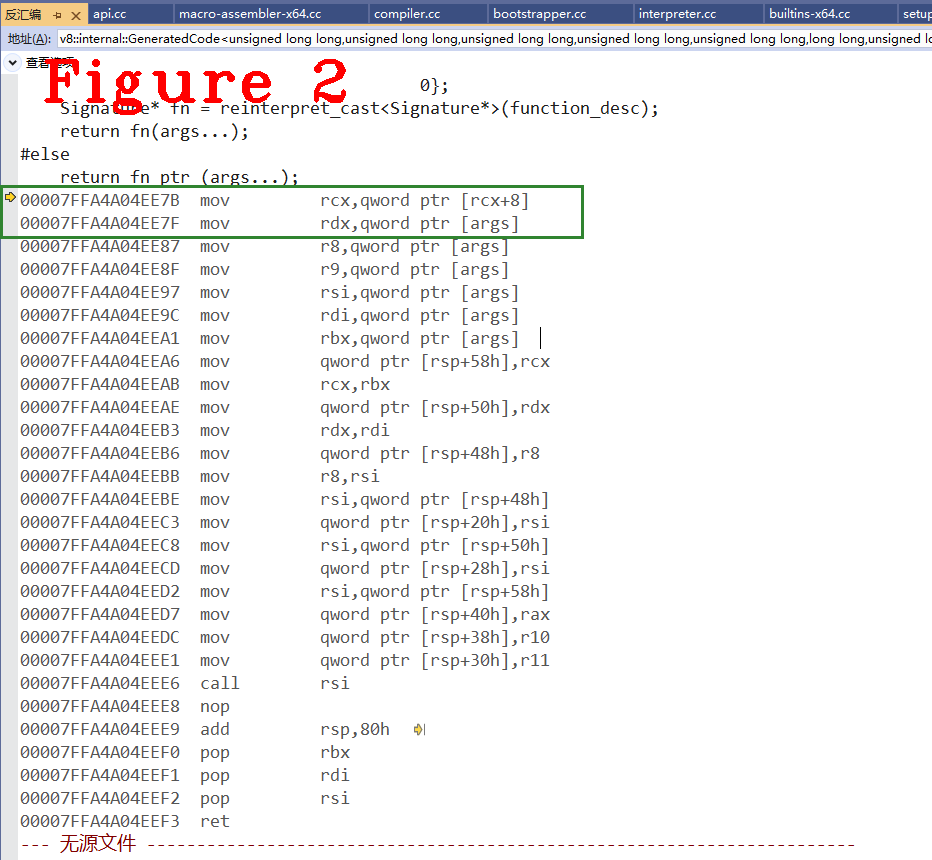 反汇编 api.cc macro-assembler-x64.cc compiler.cc bootstrapper.cc interpreter.cc builtins-x64.cc setup
地址(A): v8::internal::GeneratedCode<unsigned long long,unsigned long long,unsigned long long,unsigned long long,unsigned long long,long long,unsigned lo
查看选项
Figure 2
0};
Signature* fn = reinterpret_cast<Signature*>(function_desc);
return fn(args...);
#else
return fn_ptr_(args...);
00007FFA4A04EE7B mov rcx,qword ptr [rcx+8]
00007FFA4A04EE7F mov rdx,qword ptr [args]
00007FFA4A04EE87 mov r8,qword ptr [args]
00007FFA4A04EE8F mov r9,qword ptr [args]
00007FFA4A04EE97 mov rsi,qword ptr [args]
00007FFA4A04EE9C mov rdi,qword ptr [args]
00007FFA4A04EEA1 mov rbx,qword ptr [args]
00007FFA4A04EEA6 mov qword ptr [rsp+58h],rcx
00007FFA4A04EEAB mov rcx,rbx
00007FFA4A04EEAE mov qword ptr [rsp+50h],rdx
00007FFA4A04EEB3 mov rdx,rdi
00007FFA4A04EEB6 mov qword ptr [rsp+48h],r8
00007FFA4A04EEBB mov r8,rsi
00007FFA4A04EEBE mov rsi,qword ptr [rsp+48h]
00007FFA4A04EEC3 mov qword ptr [rsp+20h],rsi
00007FFA4A04EEC8 mov rsi,qword ptr [rsp+50h]
00007FFA4A04EECD mov qword ptr [rsp+28h],rsi
00007FFA4A04EED2 mov rsi,qword ptr [rsp+58h]
00007FFA4A04EED7 mov qword ptr [rsp+40h],rax
00007FFA4A04EEDC mov qword ptr [rsp+38h],r10
00007FFA4A04EEE1 mov qword ptr [rsp+30h],r11
00007FFA4A04EEE6 call rsi
00007FFA4A04EEE8 nop
00007FFA4A04EEE9 add rsp,80h
00007FFA4A04EEF0 pop rbx
00007FFA4A04EEF1 pop rdi
00007FFA4A04EEF2 pop rsi
00007FFA4A04EEF3 ret
--- 无源文件 -----------------------------------------------------------------------